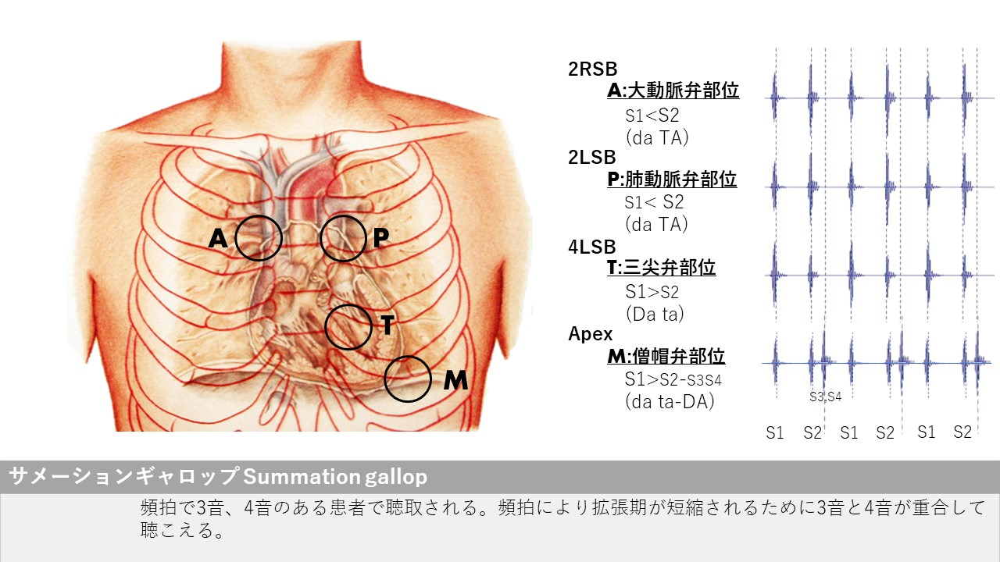 A
P
T
M
2RSB
A:大動脈弁部位
S1<S2
(da TA)
2LSB
P:肺動脈弁部位
S1< S2
(da TA)
4LSB
T:三尖弁部位
S1>S2
(Da ta)
Apex
M:僧帽弁部位
S1>S2-S3S4
(da ta-DA)
S3,S4
S1 S2 S1 S2 S1 S2
サメーションギャロップ Summation gallop
頻拍で3音、4音のある患者で聴取される。頻拍により拡張期が短縮されるために3音と4音が重合して
聴こえる。